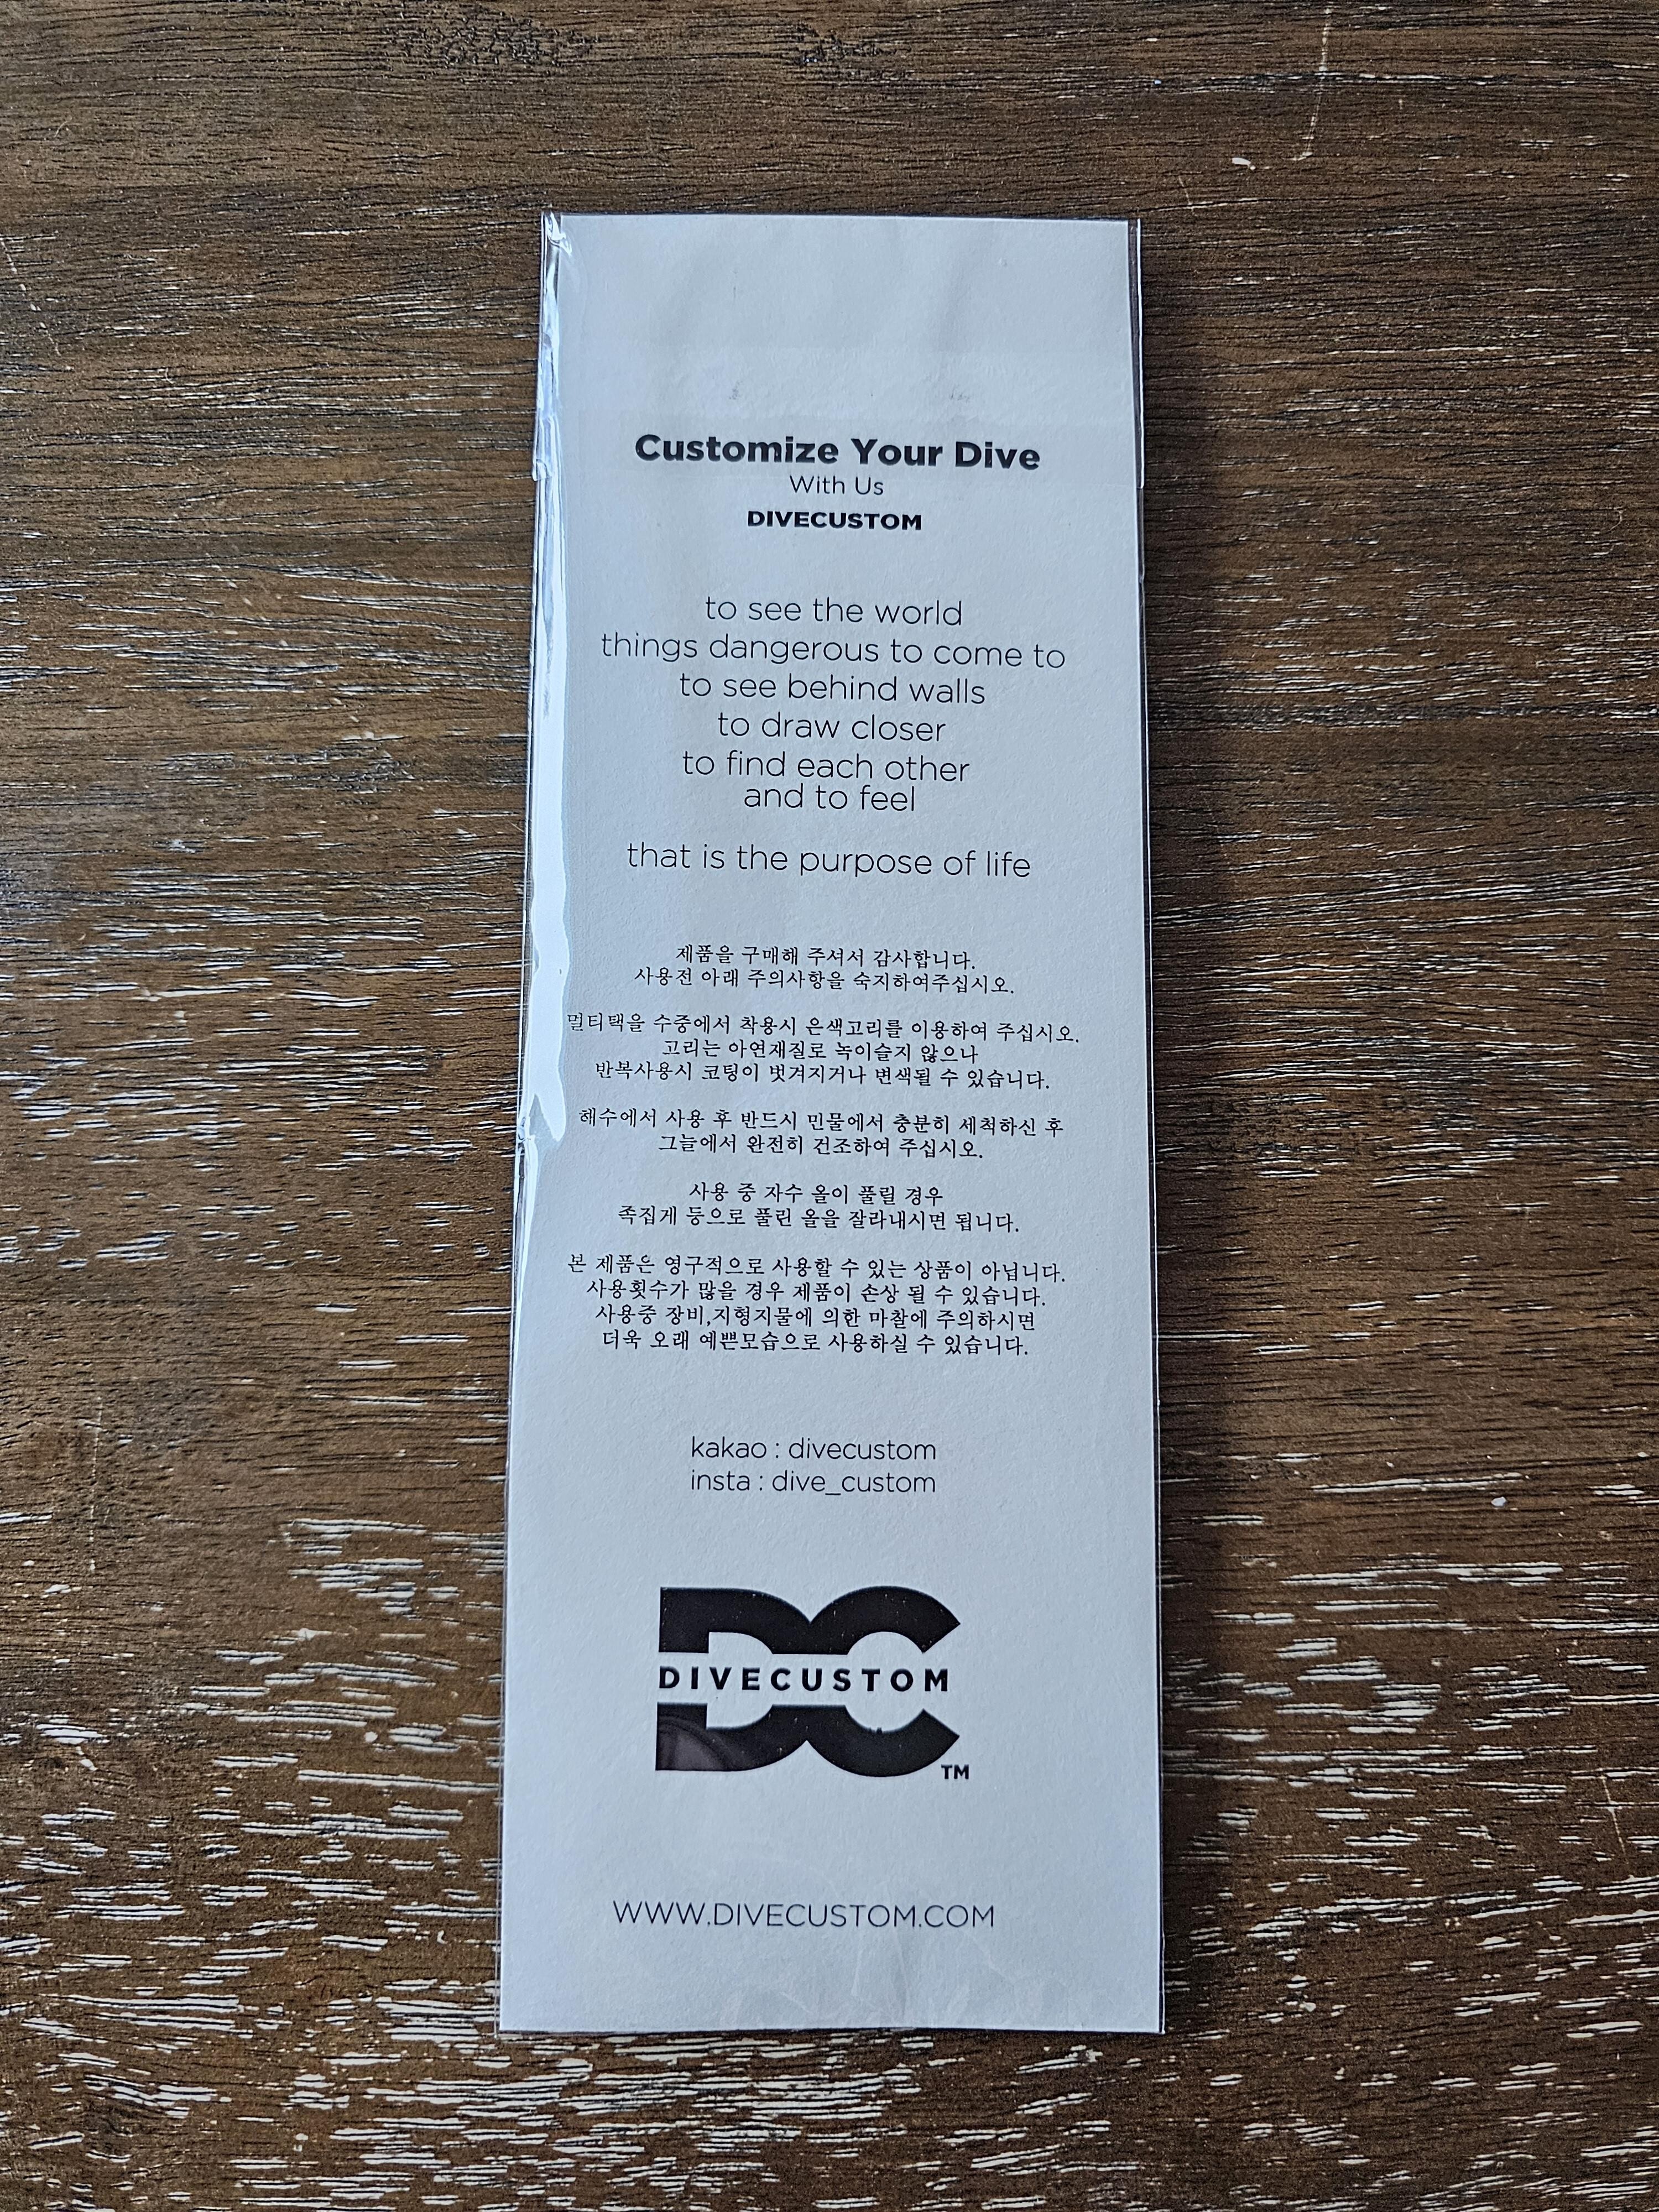 Customize Your Dive
With Us
DIVECUSTOM
to see the world
things dangerous to come to
to see behind walls
to draw closer
to find each other
and to feel
that is the purpose of life
제품을 구매해 주셔서 감사합니다.
사용전 아래 주의사항을 숙지하여주십시오.
멀티택을 수중에서 착용시 은색고리를 이용하여 주십시오.
고리는 아연재질로 녹이슬지 않으나
반복사용시 코팅이 벗겨지거나 변색될 수 있습니다.
해수에서 사용 후 반드시 민물에서 충분히 세척하신 후
그늘에서 완전히 건조하여 주십시오.
사용 중 자수 올이 풀릴 경우
족집게 등으로 풀린 올을 잘라내시면 됩니다.
본 제품은 영구적으로 사용할 수 있는 상품이 아닙니다.
사용횟수가 많을 경우 제품이 손상 될 수 있습니다.
사용중 장비,지형지물에 의한 마찰에 주의하시면
더욱 오래 예쁜모습으로 사용하실 수 있습니다.
kakao : divecustom
insta : dive_custom
DC
DIVECUSTOM
TM
WWW.DIVECUSTOM.COM